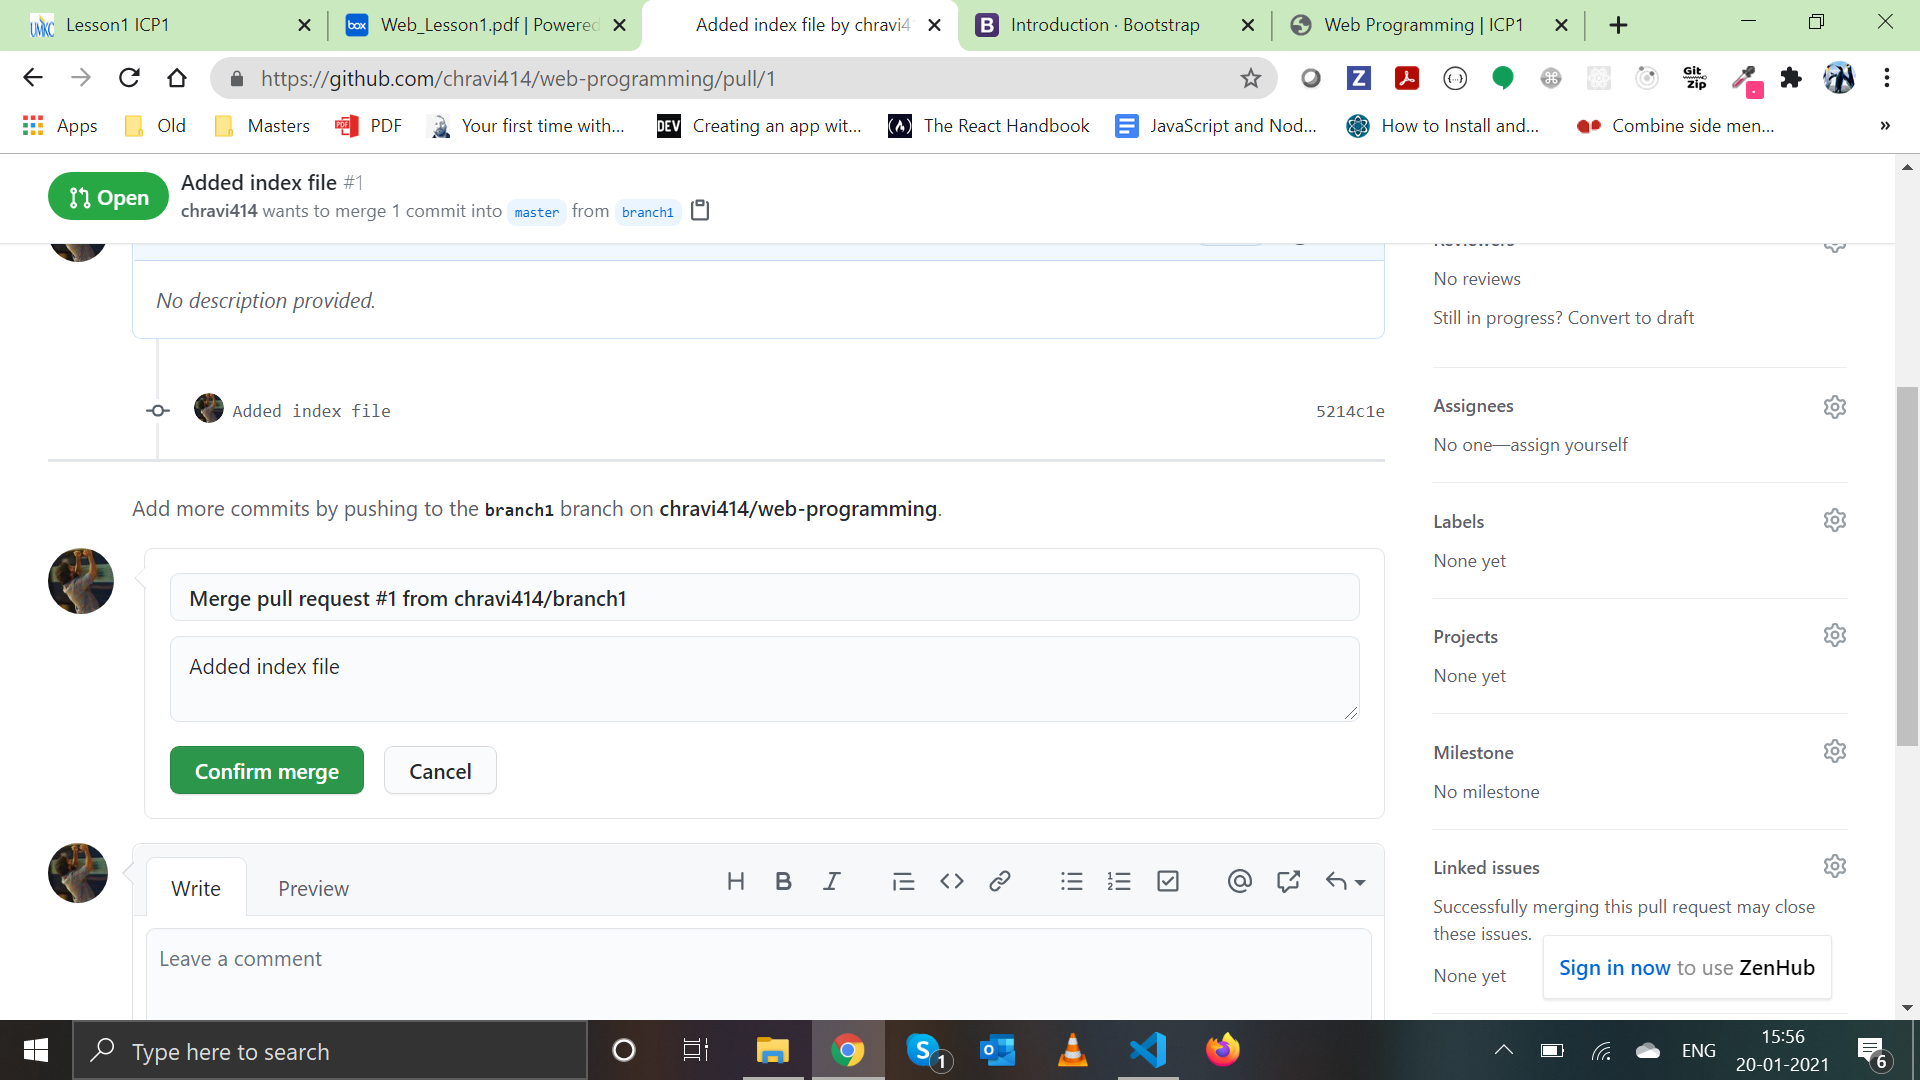 Lesson1 ICP1
Web_Lesson1.pdf | Powered
Added index file by chravi41
Introduction · Bootstrap
Web Programming | ICP1
https://github.com/chravi414/web-programming/pull/1
Apps
Old
Masters
PDF
Your first time with...
Creating an app wit...
The React Handbook
JavaScript and Nod...
How to Install and...
Combine side men...
»
Open
Added index file #1
chravi414 wants to merge 1 commit into master from branch1
No description provided.
Added index file
5214c1e
Add more commits by pushing to the branch1 branch on chravi414/web-programming.
Merge pull request #1 from chravi414/branch1
Added index file
Confirm merge
Cancel
Write
Preview
Leave a comment
Reviewers
No reviews
Still in progress? Convert to draft
Assignees
No one—assign yourself
Labels
None yet
Projects
None yet
Milestone
No milestone
Linked issues
Successfully merging this pull request may close
these issues.
None yet
Sign in now to use ZenHub
Type here to search
1
ENG
15:56
20-01-2021
6